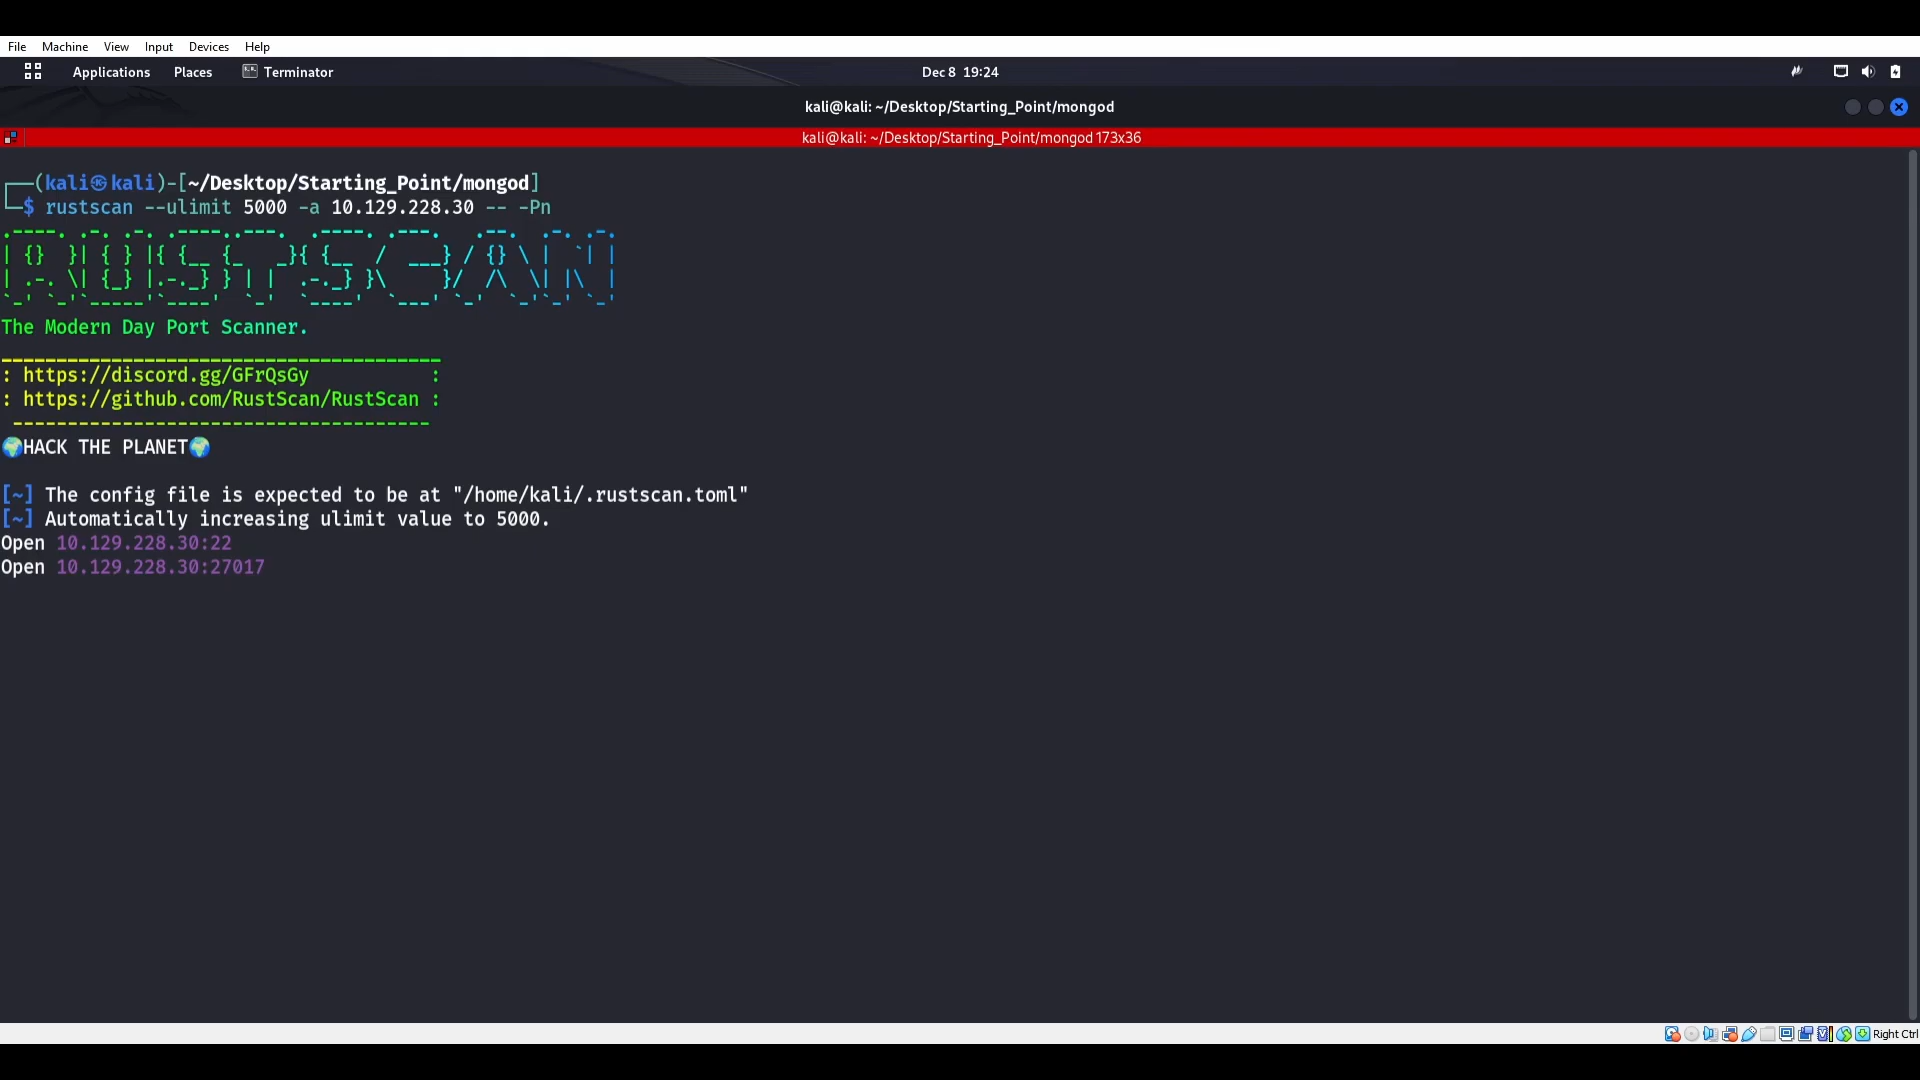 File Machine View Input Devices Help
Applications Places Terminator Dec 8 19:24
kali@kali: ~/Desktop/Starting_Point/mongod
kali@kali: ~/Desktop/Starting_Point/mongod 173x36
┌──(kali㉿kali)-[~/Desktop/Starting_Point/mongod]
└─$ rustscan --ulimit 5000 -a 10.129.228.30 -- -Pn
.----. .-. .-. .----..---.  .----. .---.   .--.  .-. .-.
| {}  }| { } |{ {__ {_   _}{ {__  /  ___} / {} \ |  `| |
| .-. \| {_} |.-._} } | |  .-._} }\     }/  /\  \| |\  |
`-' `-'`-----'`----'  `-'  `----'  `---' `-'  `-'`-' `-'
The Modern Day Port Scanner.
________________________________________
: https://discord.gg/GFrQsGy           :
: https://github.com/RustScan/RustScan :
 --------------------------------------
🌍HACK THE PLANET🌍
[~] The config file is expected to be at "/home/kali/.rustscan.toml"
[~] Automatically increasing ulimit value to 5000.
Open 10.129.228.30:22
Open 10.129.228.30:27017
Right Ctrl